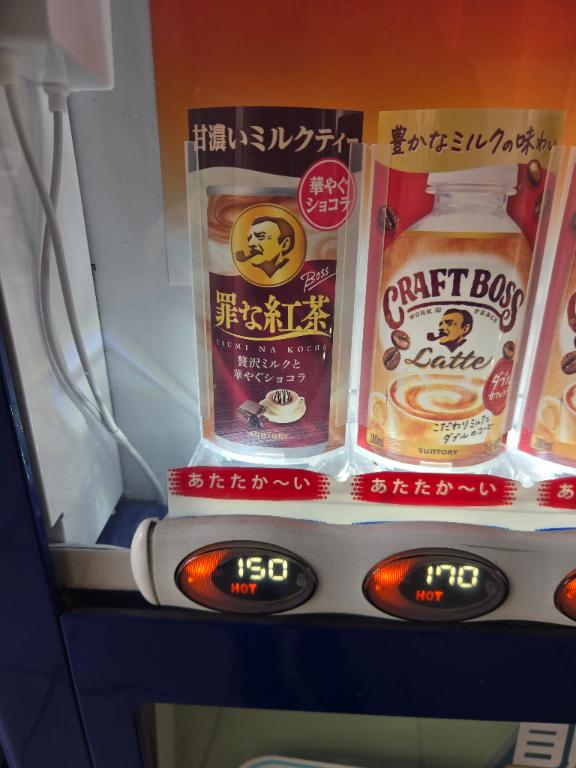 甘濃いミルクティー
華やぐ
ショコラ
Boss
罪な紅茶
TSUMI NA KOCHA
贅沢ミルクと
華やぐショコラ
SUNTORY
あたたか〜い
150
HOT
豊かなミルクの味わい
CRAFT BOSS
WORK & PEACE
Latte
こだわりミルクと
ダブルのコーヒー
SUNTORY
あたたか〜い
170
HOT
あ